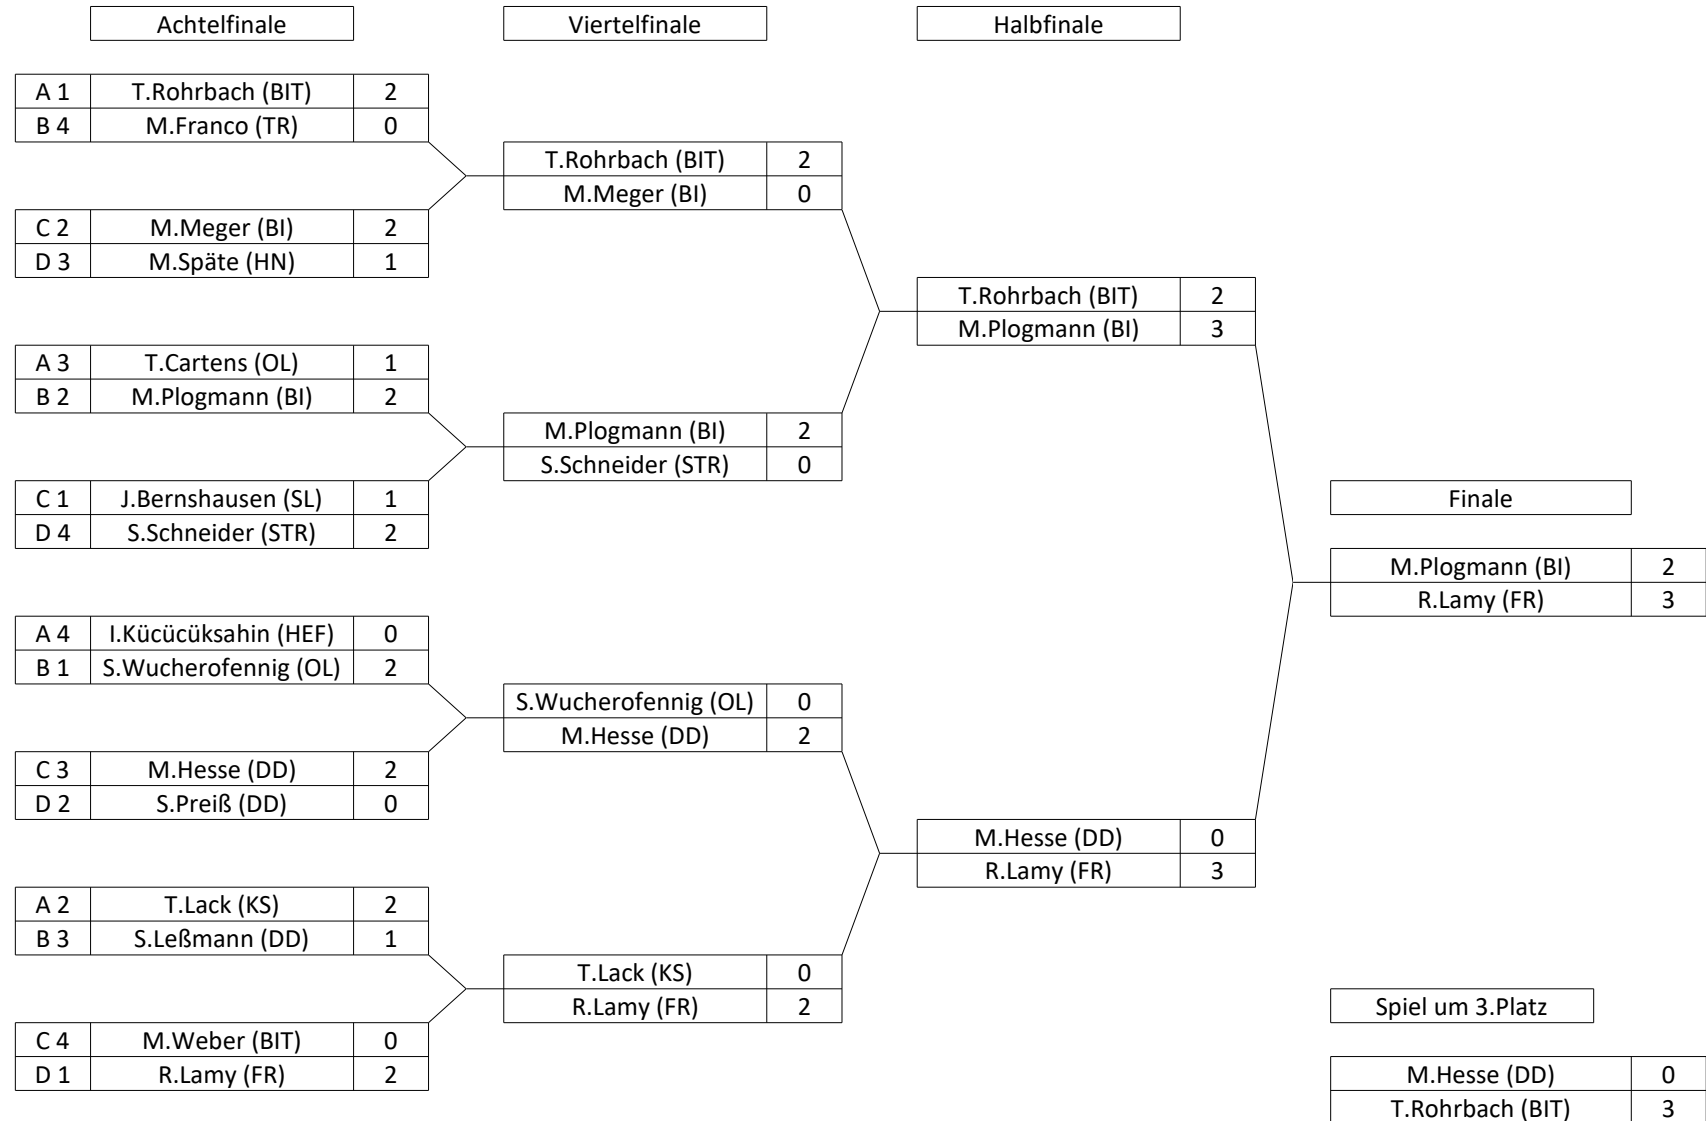 Achtelfinale Viertelfinale Halbfinale
A 1 T.Rohrbach (BIT) 2
B 4 M.Franco (TR) 0
T.Rohrbach (BIT) 2
M.Meger (BI) 0
C 2 M.Meger (BI) 2
D 3 M.Späte (HN) 1
T.Rohrbach (BIT) 2
M.Plogmann (BI) 3
A 3 T.Cartens (OL) 1
B 2 M.Plogmann (BI) 2
M.Plogmann (BI) 2
S.Schneider (STR) 0
C 1 J.Bernshausen (SL) 1
D 4 S.Schneider (STR) 2
Finale
M.Plogmann (BI) 2
R.Lamy (FR) 3
A 4 I.Kücücüksahin (HEF) 0
B 1 S.Wucherofennig (OL) 2
S.Wucherofennig (OL) 0
M.Hesse (DD) 2
C 3 M.Hesse (DD) 2
D 2 S.Preiß (DD) 0
M.Hesse (DD) 0
R.Lamy (FR) 3
A 2 T.Lack (KS) 2
B 3 S.Leßmann (DD) 1
T.Lack (KS) 0
R.Lamy (FR) 2
Spiel um 3.Platz
C 4 M.Weber (BIT) 0
D 1 R.Lamy (FR) 2
M.Hesse (DD) 0
T.Rohrbach (BIT) 3